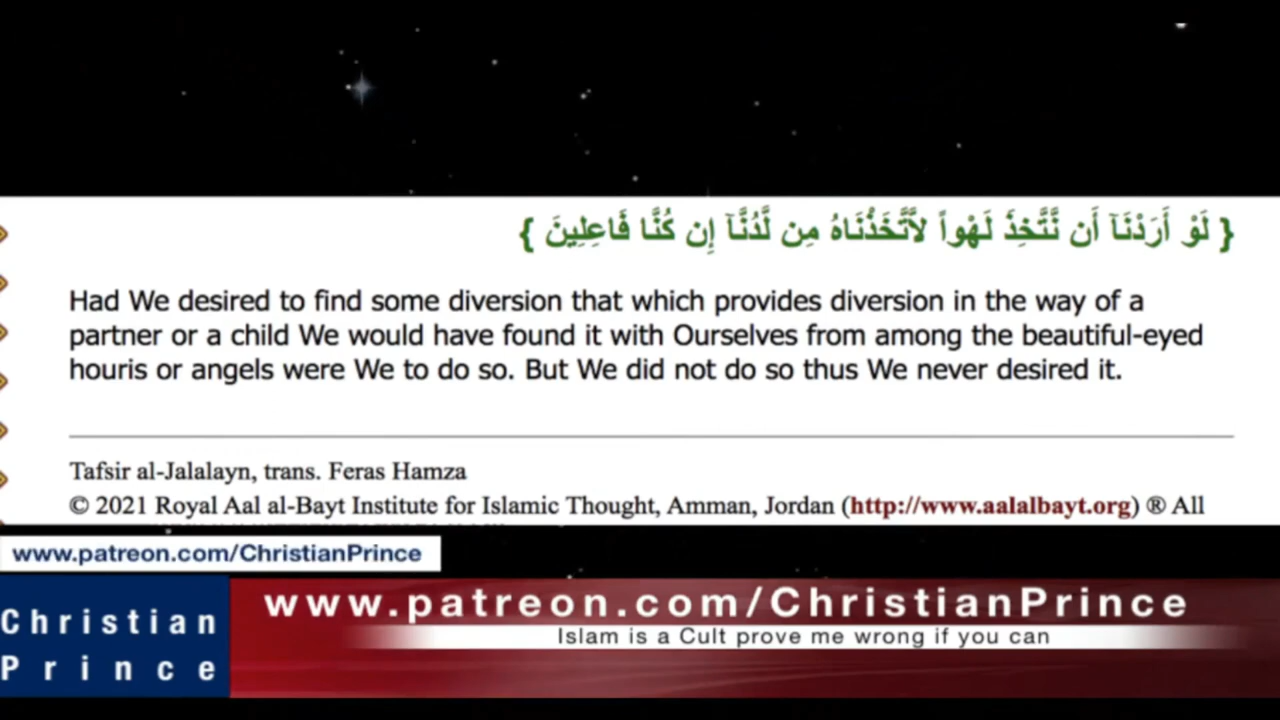 { لَوْ أَرَدْنَآ أَن نَّتَّخِذَ لَهْواً لاَّتَّخَذْنَاهُ مِن لَّدُنَّآ إِن كُنَّا فَاعِلِينَ }
Had We desired to find some diversion that which provides diversion in the way of a
partner or a child We would have found it with Ourselves from among the beautiful-eyed
houris or angels were We to do so. But We did not do so thus We never desired it.
Tafsir al-Jalalayn, trans. Feras Hamza
© 2021 Royal Aal al-Bayt Institute for Islamic Thought, Amman, Jordan (http://www.aalalbayt.org) ® All
www.patreon.com/ChristianPrince
www.patreon.com/ChristianPrince
Islam is a Cult prove me wrong if you can
Christian
Prince